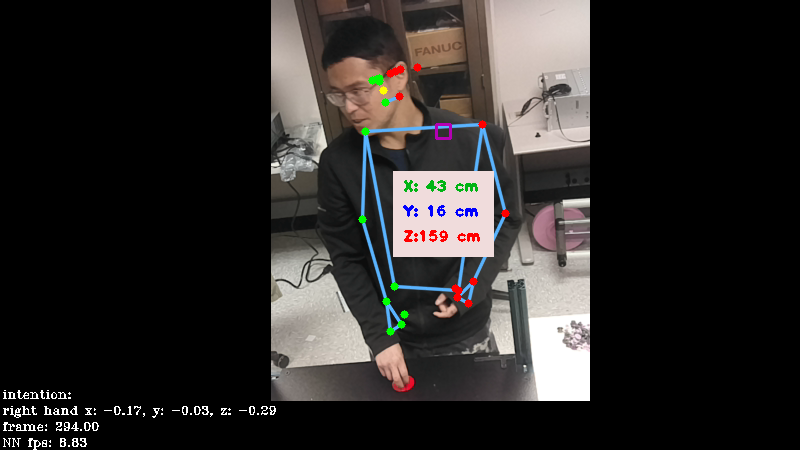 FANUC
X: 43 cm
Y: 16 cm
Z:159 cm
intention:
right hand x: -0.17, y: -0.03, z: -0.29
frame: 294.00
NN fps: 8.83